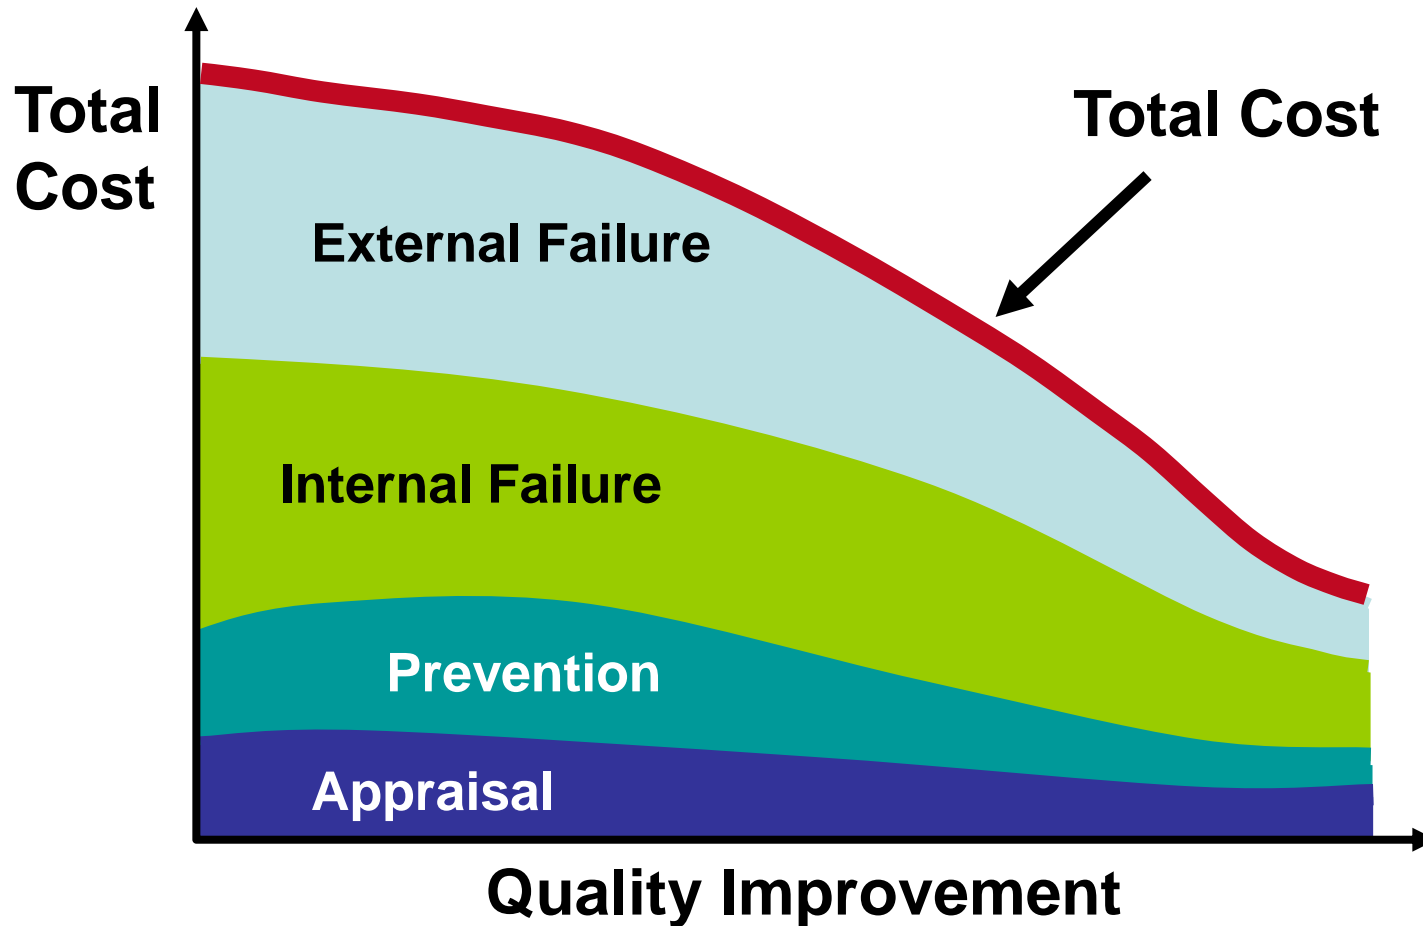 Total
Cost
Total Cost
External Failure
Internal Failure
Prevention
Appraisal
Quality Improvement